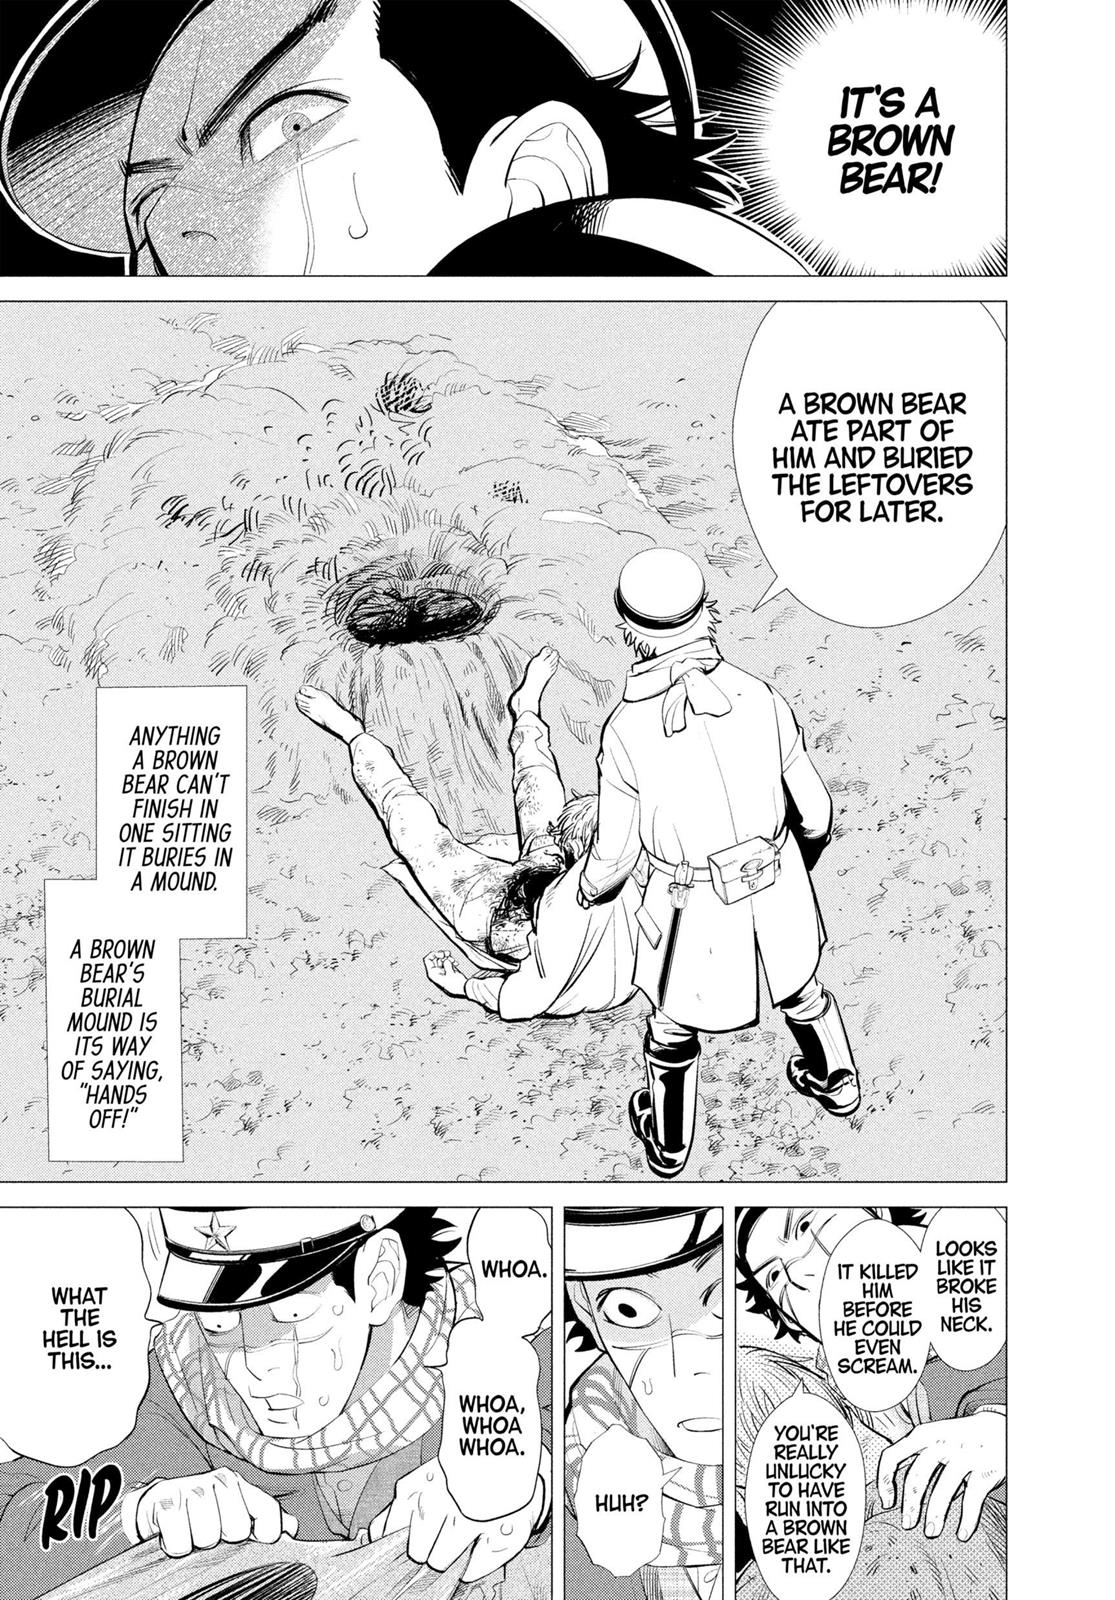 IT'S A
BROWN
BEAR!
A BROWN BEAR
ATE PART OF
HIM AND BURIED
THE LEFTOVERS
FOR LATER.
ANYTHING
A BROWN
BEAR CAN'T
FINISH IN
ONE SITTING
IT BURIES IN
A MOUND.
A BROWN
BEAR'S
BURIAL
MOUND IS
ITS WAY
OF SAYING,
"HANDS
OFF!"
LOOKS
LIKE IT
BROKE
HIS
NECK.
IT KILLED
HIM
BEFORE
HE COULD
EVEN
SCREAM.
YOU'RE
REALLY
UNLUCKY
TO HAVE
RUN INTO
A BROWN
BEAR LIKE
THAT.
HUH?
WHOA.
WHOA,
WHOA
WHOA.
WHAT
THE
HELL IS
THIS...
RIP